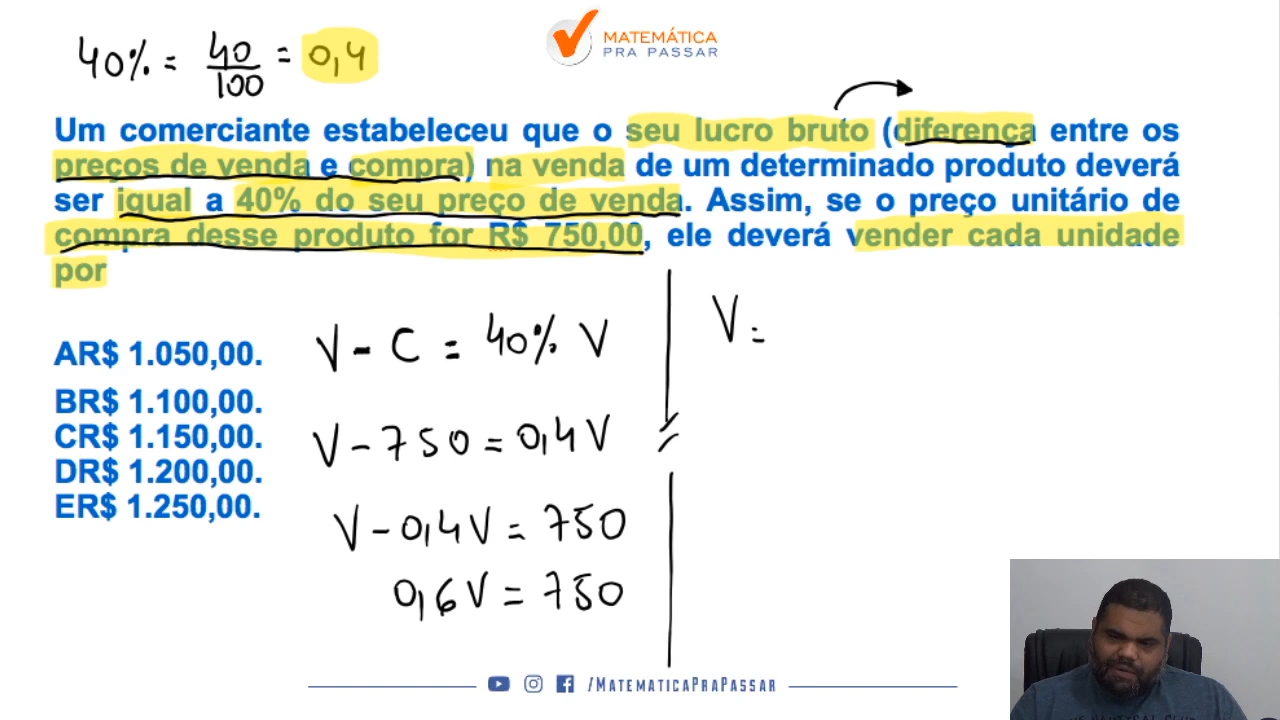 40% = 40/100 = 0,4
MATEMÁTICA
PRA PASSAR
Um comerciante estabeleceu que o seu lucro bruto (diferença entre os
preços de venda e compra) na venda de um determinado produto deverá
ser igual a 40% do seu preço de venda. Assim, se o preço unitário de
compra desse produto for R$ 750,00, ele deverá vender cada unidade
por
AR$ 1.050,00.
BR$ 1.100,00.
CR$ 1.150,00.
DR$ 1.200,00.
ER$ 1.250,00.
V - C = 40% V
V - 750 = 0,4V
V - 0,4V = 750
0,6V = 750
V =
/MATEMATICAPRAPASSAR